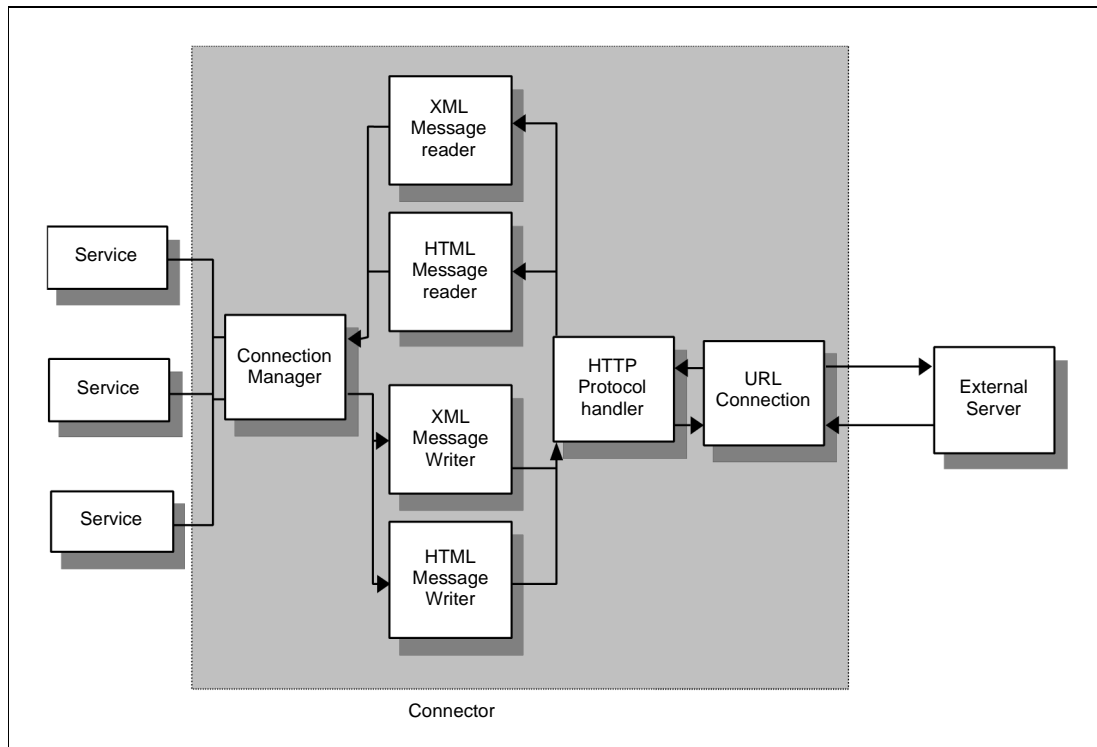 XML
Message
reader
HTML
Message
reader
Service
Service
Service
Connection
Manager
XML
Message
Writer
HTML
Message
Writer
HTTP
Protocol
handler
URL
Connection
External
Server
Connector